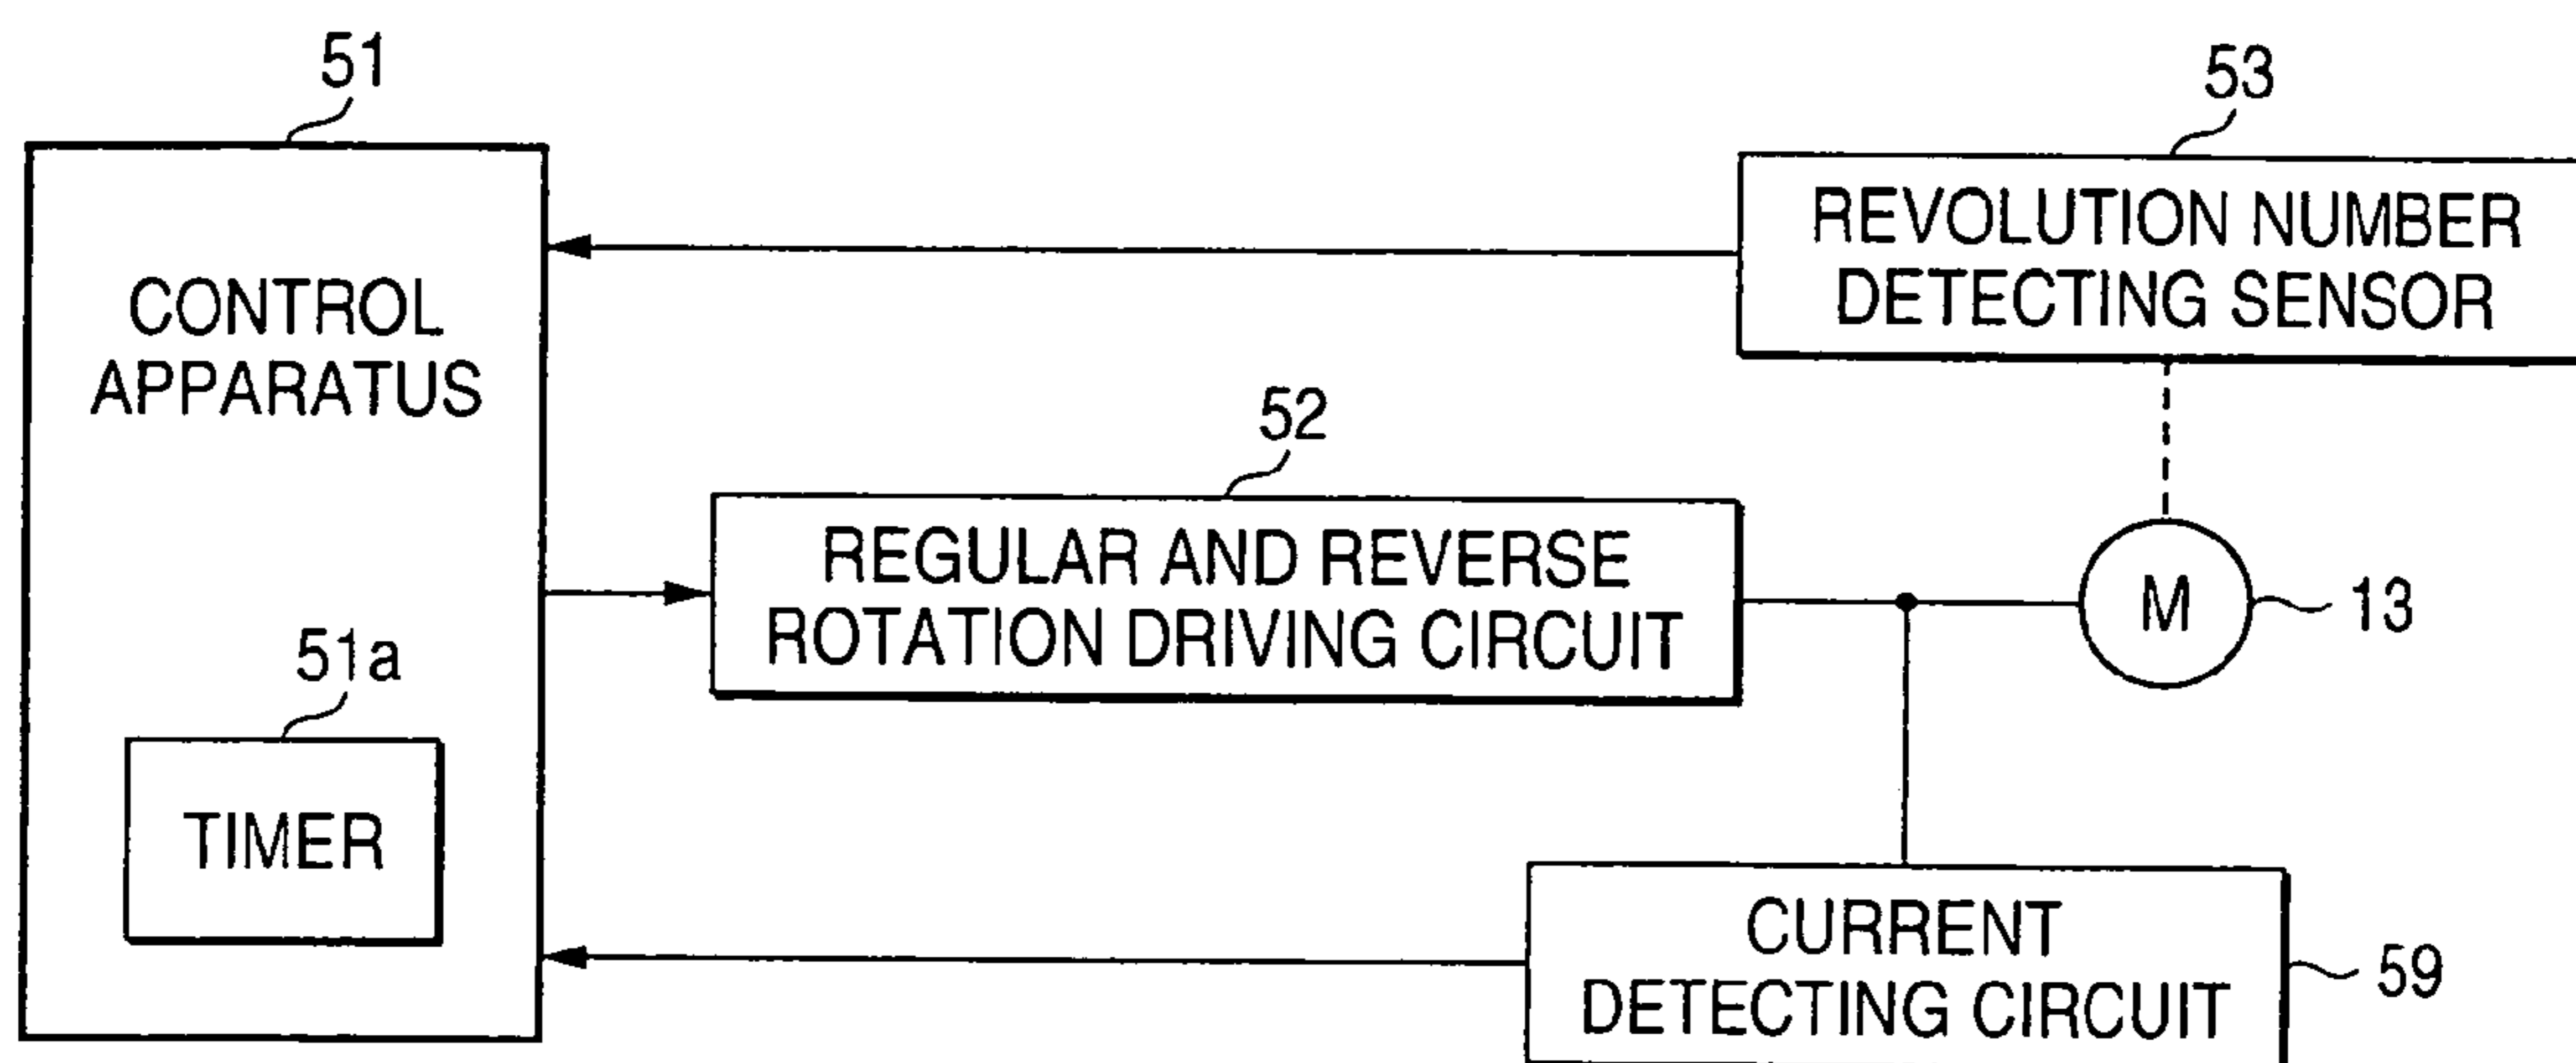 51
53
REVOLUTION NUMBER
DETECTING SENSOR
CONTROL
APPARATUS
52
REGULAR AND REVERSE
ROTATION DRIVING CIRCUIT
M
13
51a
TIMER
CURRENT
DETECTING CIRCUIT
59